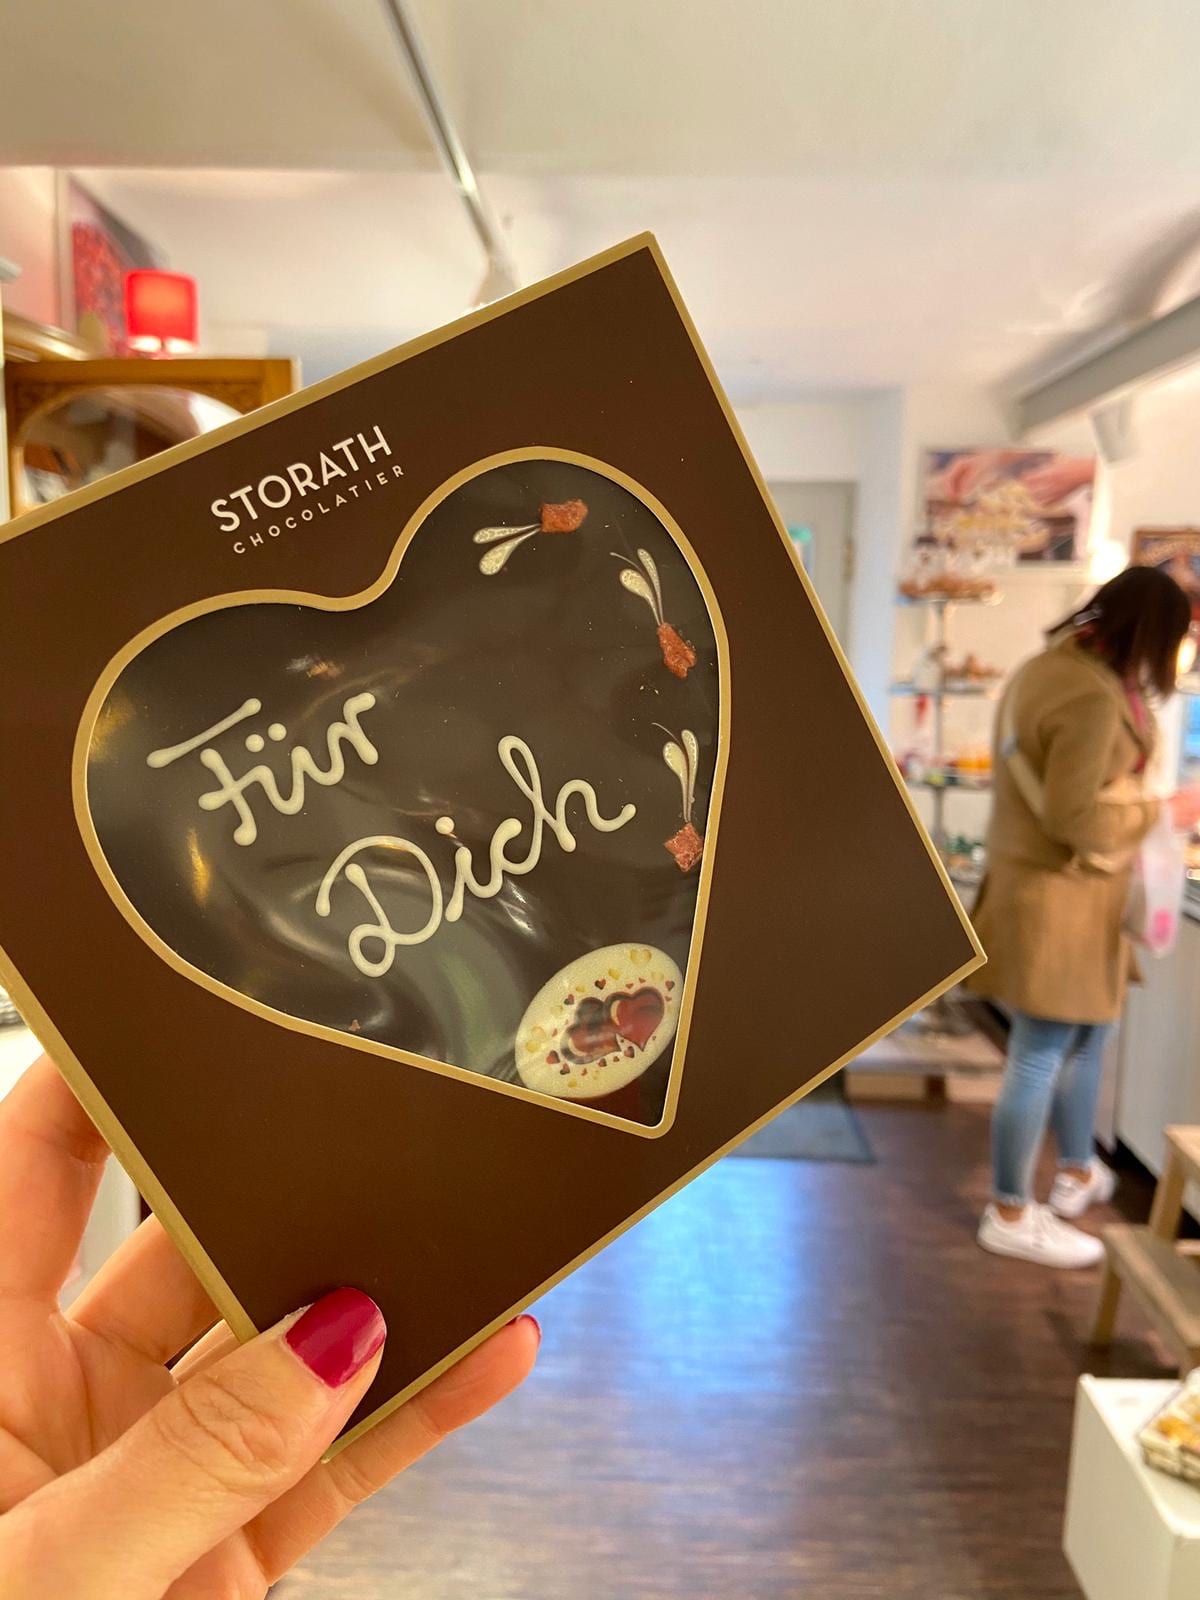 STORATH
CHOCOLATIER
Für
Dich